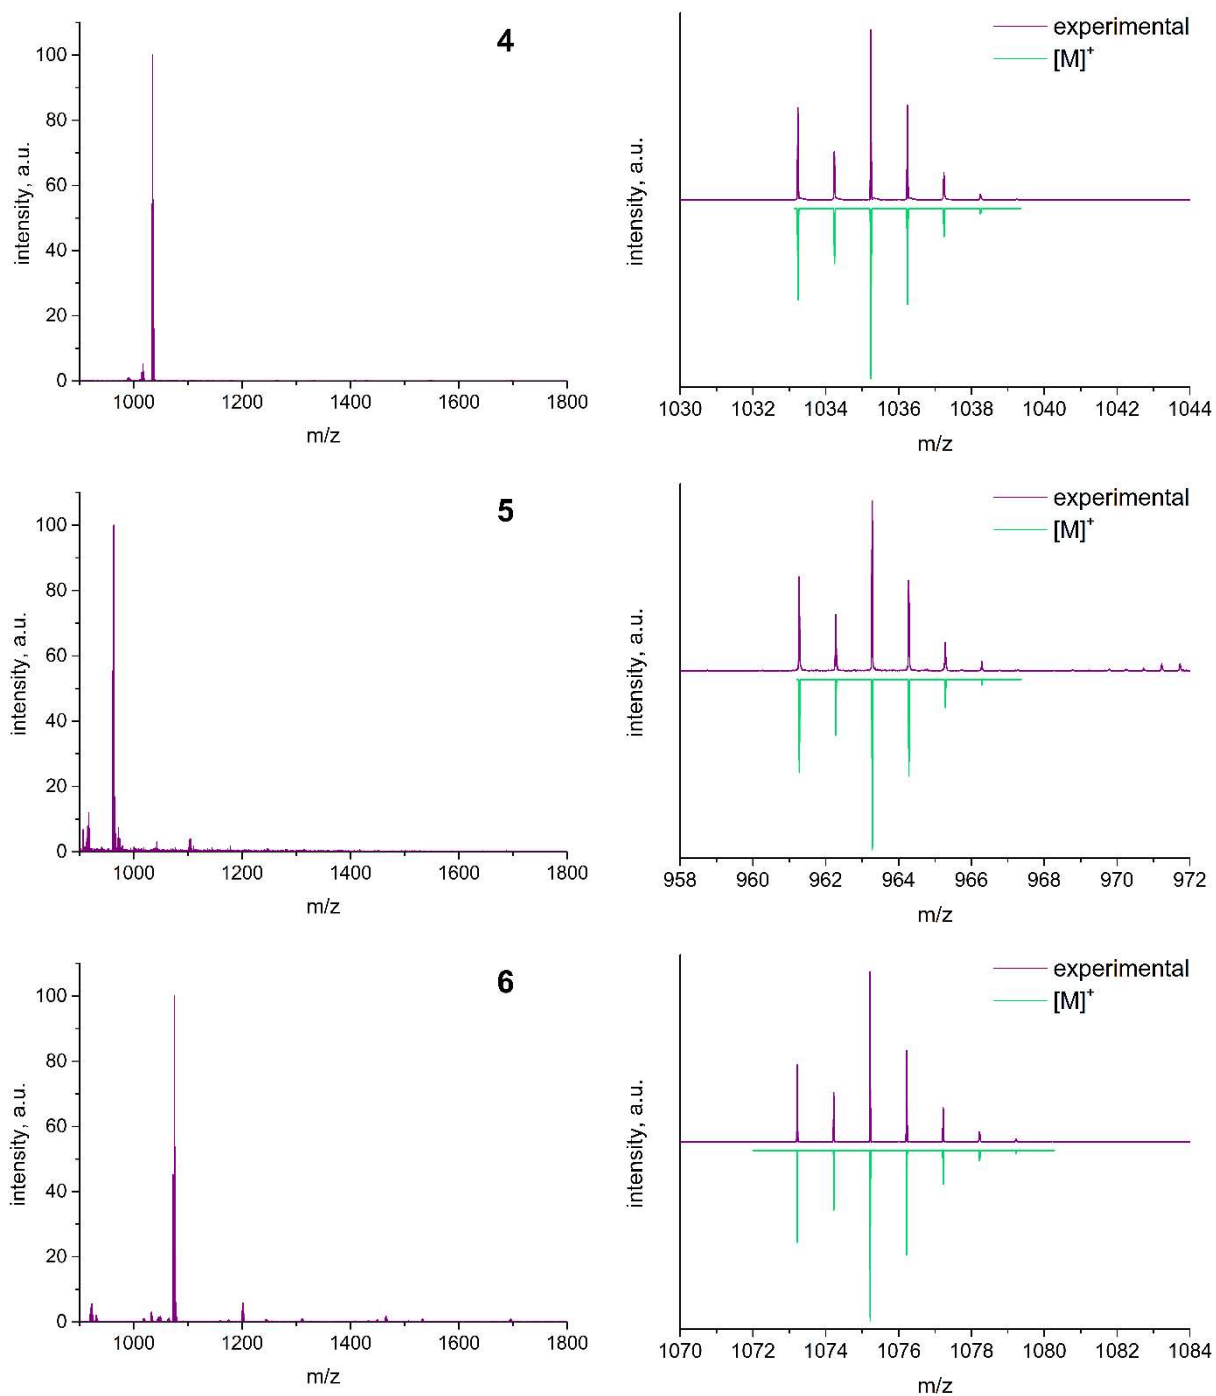 4
100
80
60
40
20
0
intensity, a.u.
1000 1200 1400 1600 1800
m/z
experimental
[M]+
intensity, a.u.
1030 1032 1034 1036 1038 1040 1042 1044
m/z
5
100
80
60
40
20
0
intensity, a.u.
1000 1200 1400 1600 1800
m/z
experimental
[M]+
intensity, a.u.
958 960 962 964 966 968 970 972
m/z
6
100
80
60
40
20
0
intensity, a.u.
1000 1200 1400 1600 1800
m/z
experimental
[M]+
intensity, a.u.
1070 1072 1074 1076 1078 1080 1082 1084
m/z